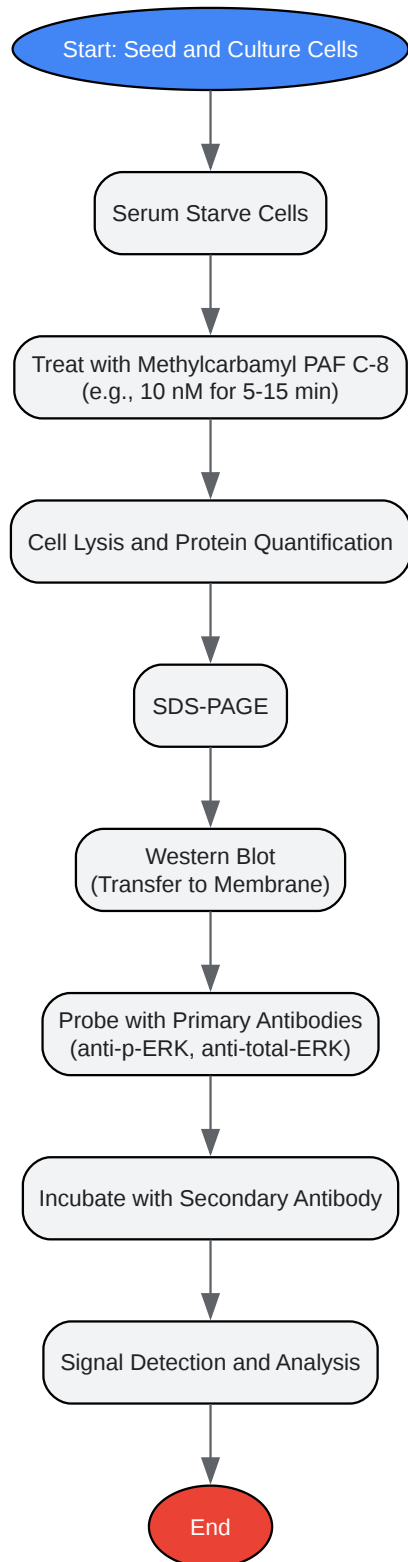 Start: Seed and Culture Cells
Serum Starve Cells
Treat with Methylcarbamyl PAF C-8
(e.g., 10 nM for 5-15 min)
Cell Lysis and Protein Quantification
SDS-PAGE
Western Blot
(Transfer to Membrane)
Probe with Primary Antibodies
(anti-p-ERK, anti-total-ERK)
Incubate with Secondary Antibody
Signal Detection and Analysis
End